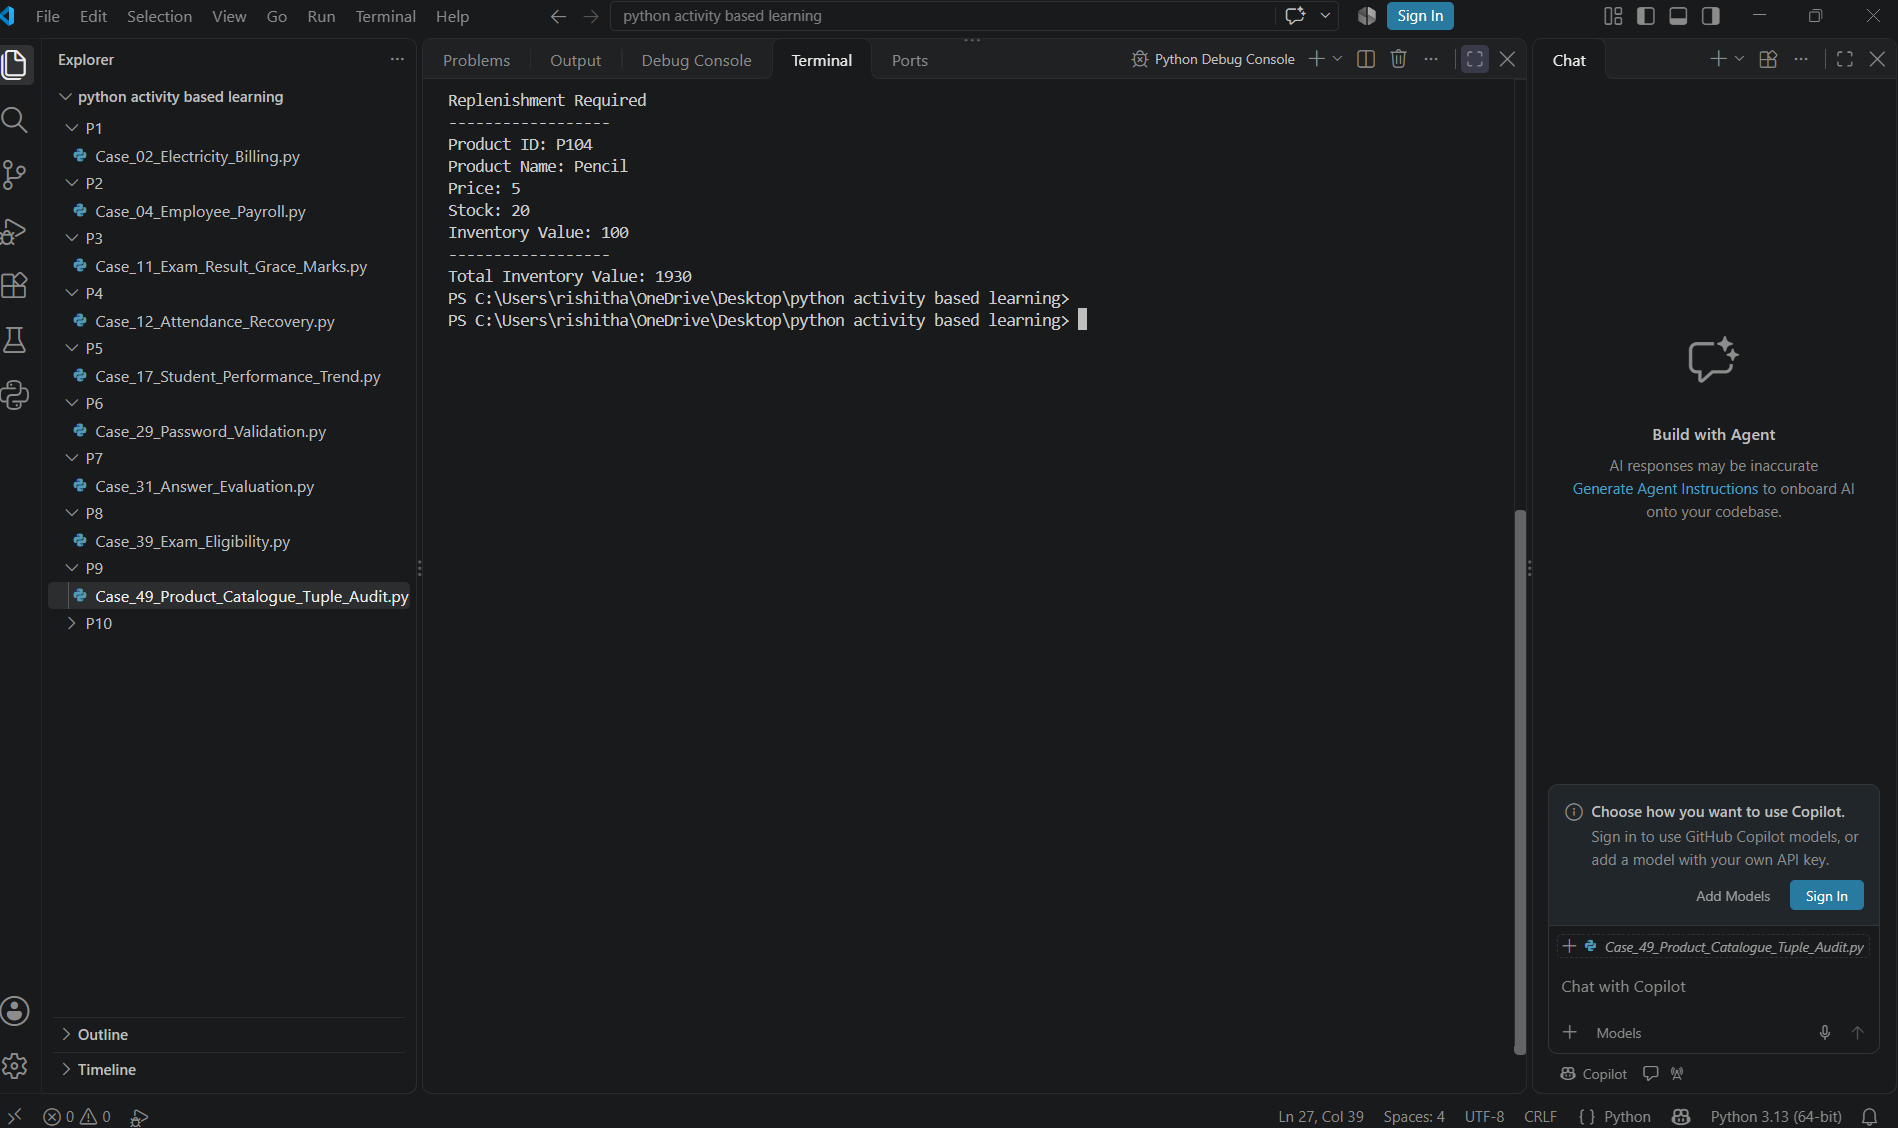 File Edit Selection View Go Run Terminal Help
python activity based learning
Sign In
Explorer
python activity based learning
P1
Case_02_Electricity_Billing.py
P2
Case_04_Employee_Payroll.py
P3
Case_11_Exam_Result_Grace_Marks.py
P4
Case_12_Attendance_Recovery.py
P5
Case_17_Student_Performance_Trend.py
P6
Case_29_Password_Validation.py
P7
Case_31_Answer_Evaluation.py
P8
Case_39_Exam_Eligibility.py
P9
Case_49_Product_Catalogue_Tuple_Audit.py
P10
Outline
Timeline
Problems Output Debug Console Terminal Ports
Python Debug Console
Replenishment Required
------------------
Product ID: P104
Product Name: Pencil
Price: 5
Stock: 20
Inventory Value: 100
------------------
Total Inventory Value: 1930
PS C:\Users\rishitha\OneDrive\Desktop\python activity based learning>
PS C:\Users\rishitha\OneDrive\Desktop\python activity based learning>
Chat
Build with Agent
AI responses may be inaccurate
Generate Agent Instructions to onboard AI
onto your codebase.
Choose how you want to use Copilot.
Sign in to use GitHub Copilot models, or
add a model with your own API key.
Add Models Sign In
Case_49_Product_Catalogue_Tuple_Audit.py
Chat with Copilot
Models
Copilot
0 0
Ln 27, Col 39 Spaces: 4 UTF-8 CRLF { } Python Python 3.13 (64-bit)